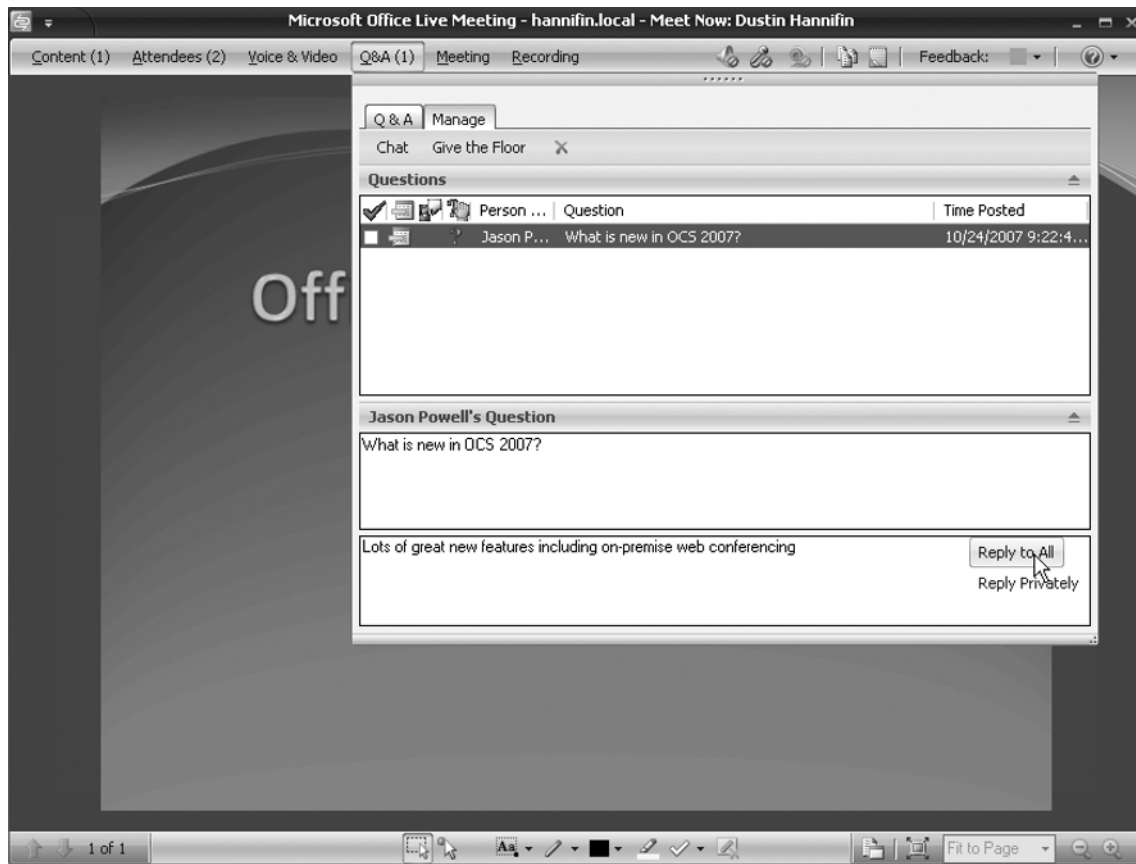 Microsoft Office Live Meeting - hannifin.local - Meet Now: Dustin Hannifin
Content (1) Attendees (2) Voice & Video Q&A (1) Meeting Recording Feedback:
Q & A Manage
Chat Give the Floor
Questions
Person ... Question Time Posted
Jason P... What is new in OCS 2007? 10/24/2007 9:22:4...
Off
Jason Powell's Question
What is new in OCS 2007?
Lots of great new features including on-premise web conferencing
Reply to All
Reply Privately
1 of 1 Aa Fit to Page